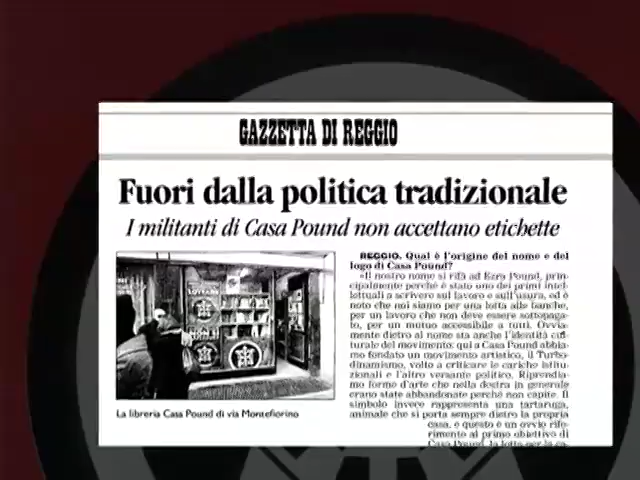 GAZZETTA DI REGGIO
Fuori dalla politica tradizionale
I militanti di Casa Pound non accettano etichette
REGGIO. Qual è l'origine del nome e del
logo di Casa Pound?
«Il nostro nome si rifà ad Ezra Pound, prin-
cipalmente perché è stato uno dei primi intel-
lettuali a scrivere sul lavoro e sull'usura, ed è
noto che noi siamo per una lotta alle banche,
per un lavoro che non deve essere sottopaga-
to, per un mutuo accessibile a tutti. Ovvia-
mente dietro al nome sta anche l'identità cul-
turale del movimento: qui a Casa Pound abbia-
mo fondato un movimento artistico, il Turbo-
dinamismo, volto a criticare le cariche istitu-
zionali e l'altro versante politico. Riprendia-
mo forme d'arte che nella destra in generale
erano state abbandonate perché non capite. Il
simbolo invece rappresenta una tartaruga,
animale che si porta sempre dietro la propria
casa, e questo è un ovvio rife-
rimento al primo obiettivo di
Casa Pound, la lotta per la ca-
La libreria Casa Pound di via Montefiorino